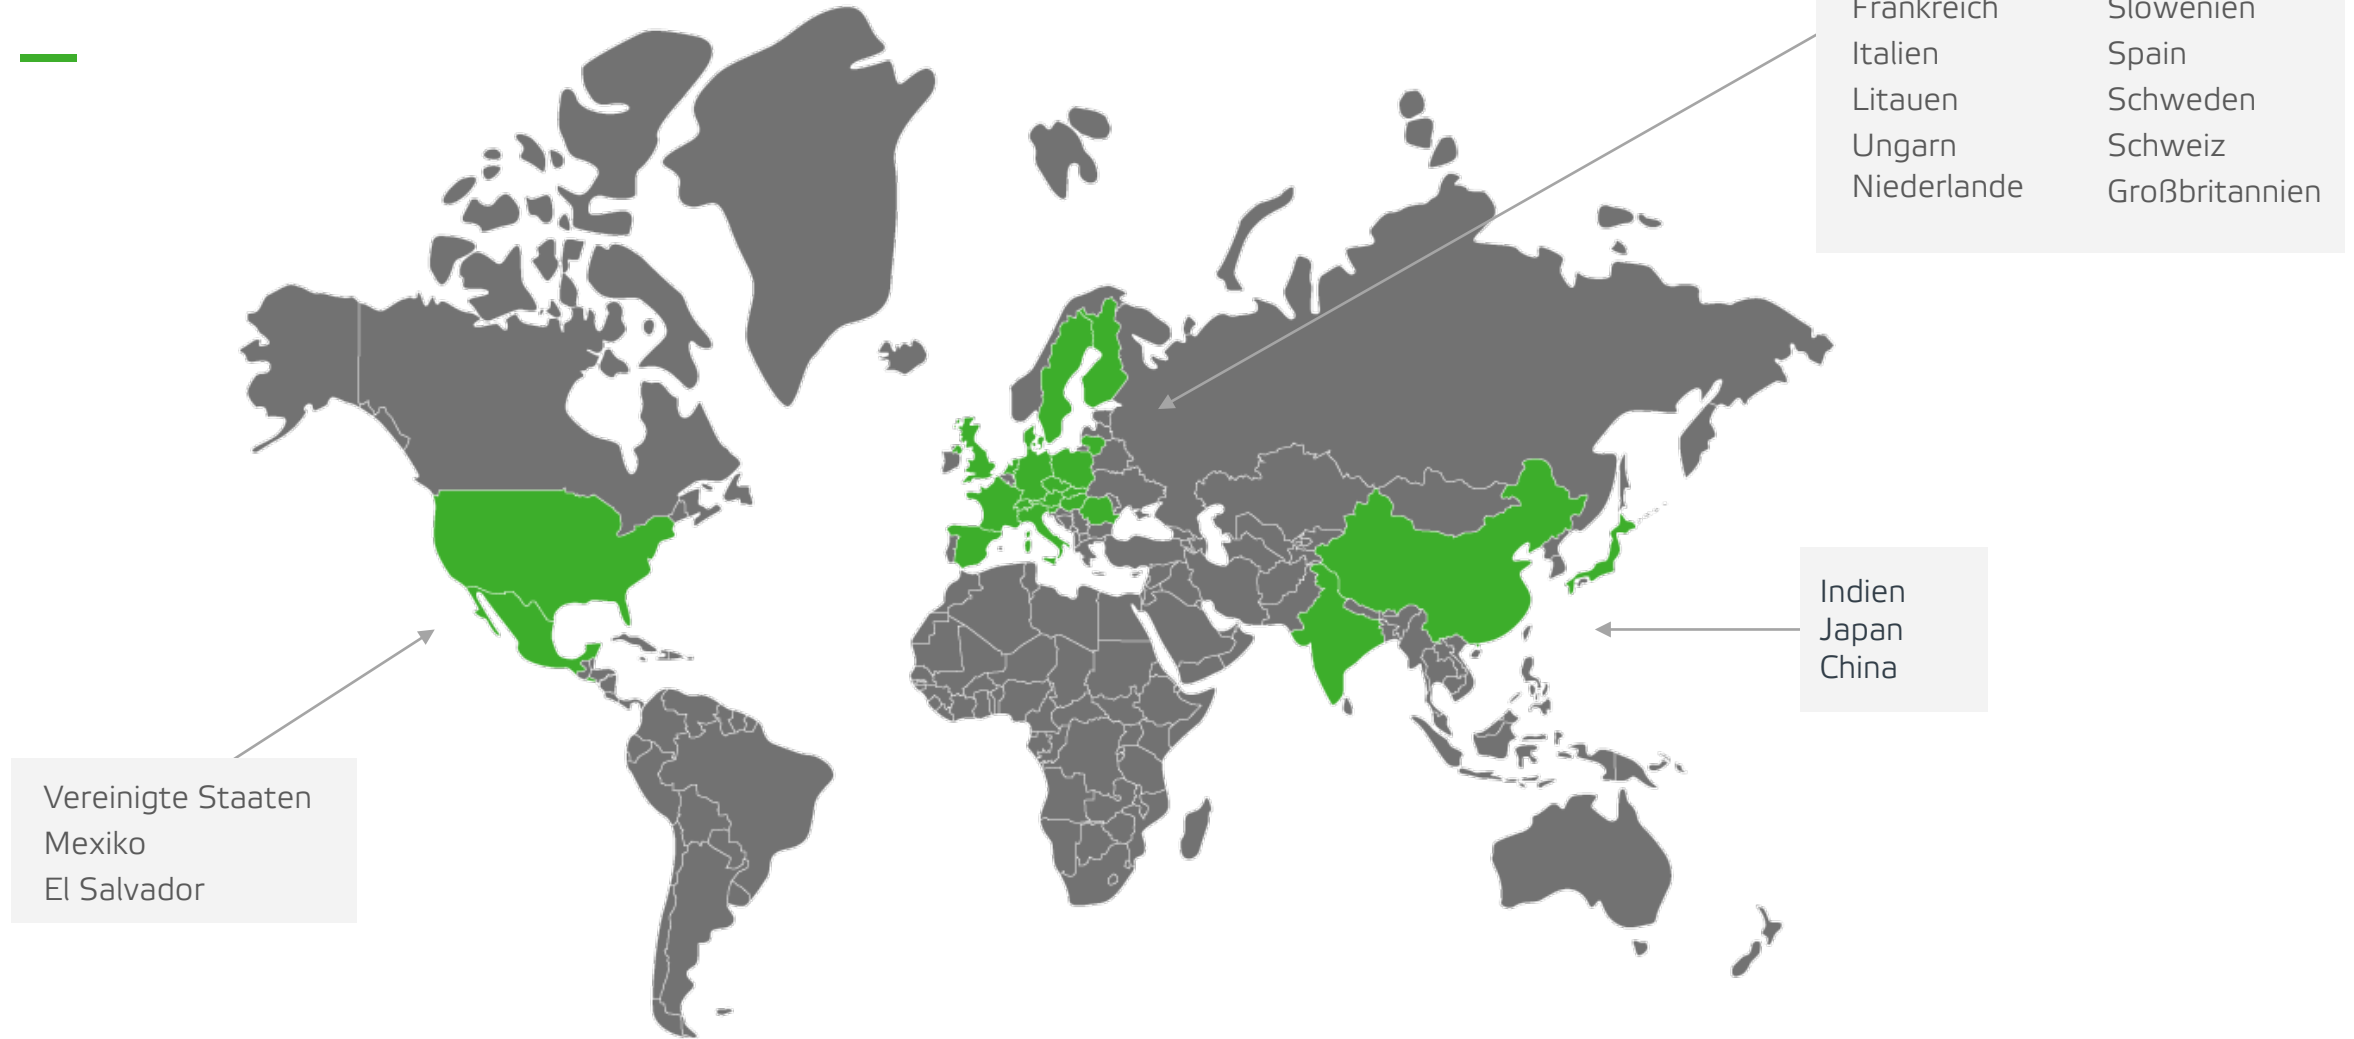 Frankreich
Italien
Litauen
Ungarn
Niederlande
Slowenien
Spain
Schweden
Schweiz
Großbritannien
Indien
Japan
China
Vereinigte Staaten
Mexiko
El Salvador